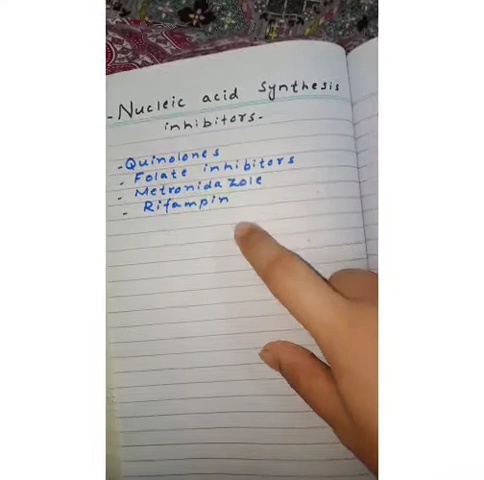 - Nucleic acid Synthesis
inhibitors -
- Quinolones
- Folate inhibitors
- Metronidazole
- Rifampin